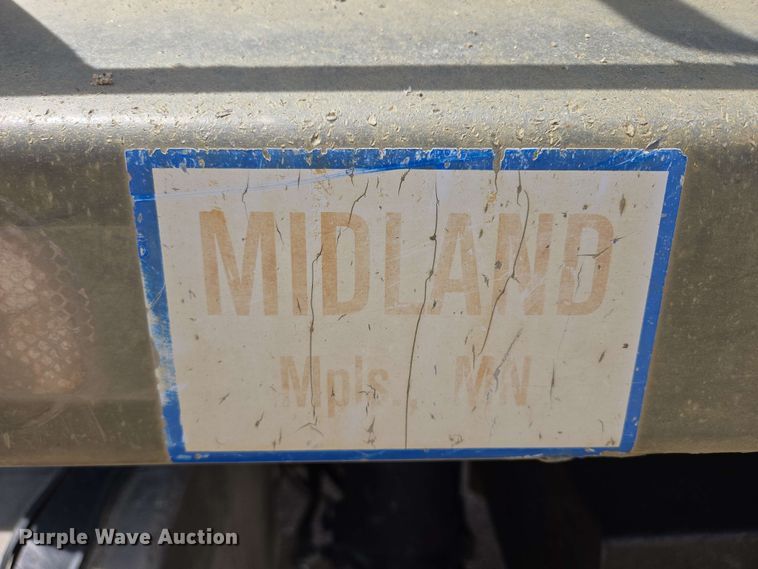 MIDLAND
Mpls., MN
Purple Wave Auction®